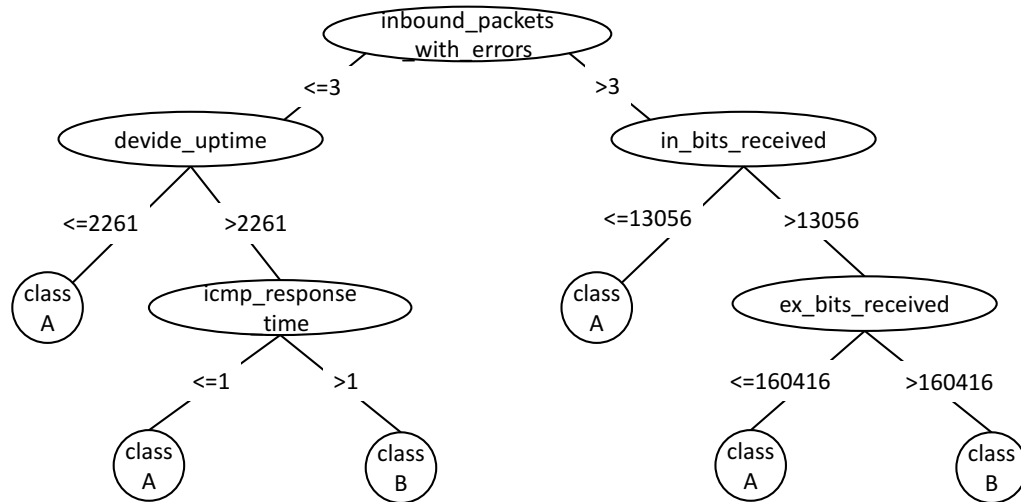 inbound_packets
_with_errors
<=3
>3
devide_uptime
in_bits_received
<=2261
>2261
<=13056
>13056
class
A
icmp_response
time
class
A
ex_bits_received
<=1
>1
<=160416
>160416
class
A
class
B
class
A
class
B